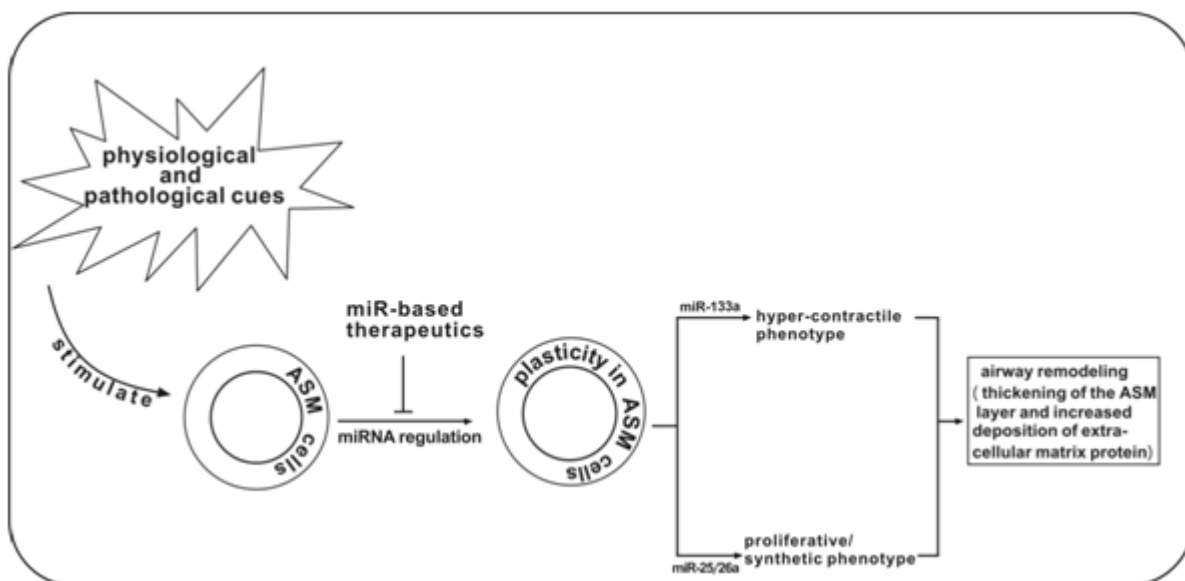 physiological
and
pathological cues
stimulate
ASM cells
miR-based
therapeutics
miRNA regulation
plasticity in ASM cells
miR-133a
hyper-contractile
phenotype
miR-25/26a
proliferative/
synthetic phenotype
airway remodeling
( thickening of the ASM
layer and increased
deposition of extra-
cellular matrix protein)